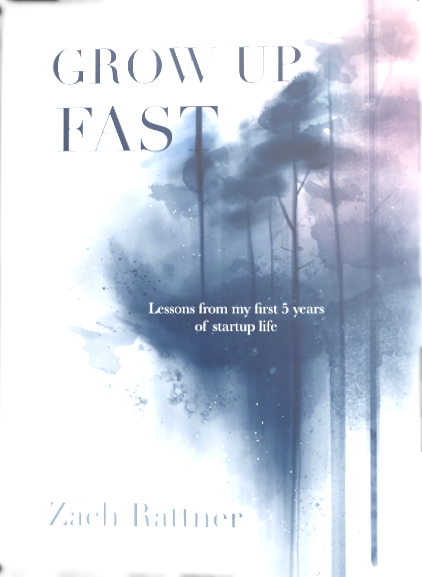 GROW UP
FAST
Lessons from my first 5 years
of startup life
Zach Rattner